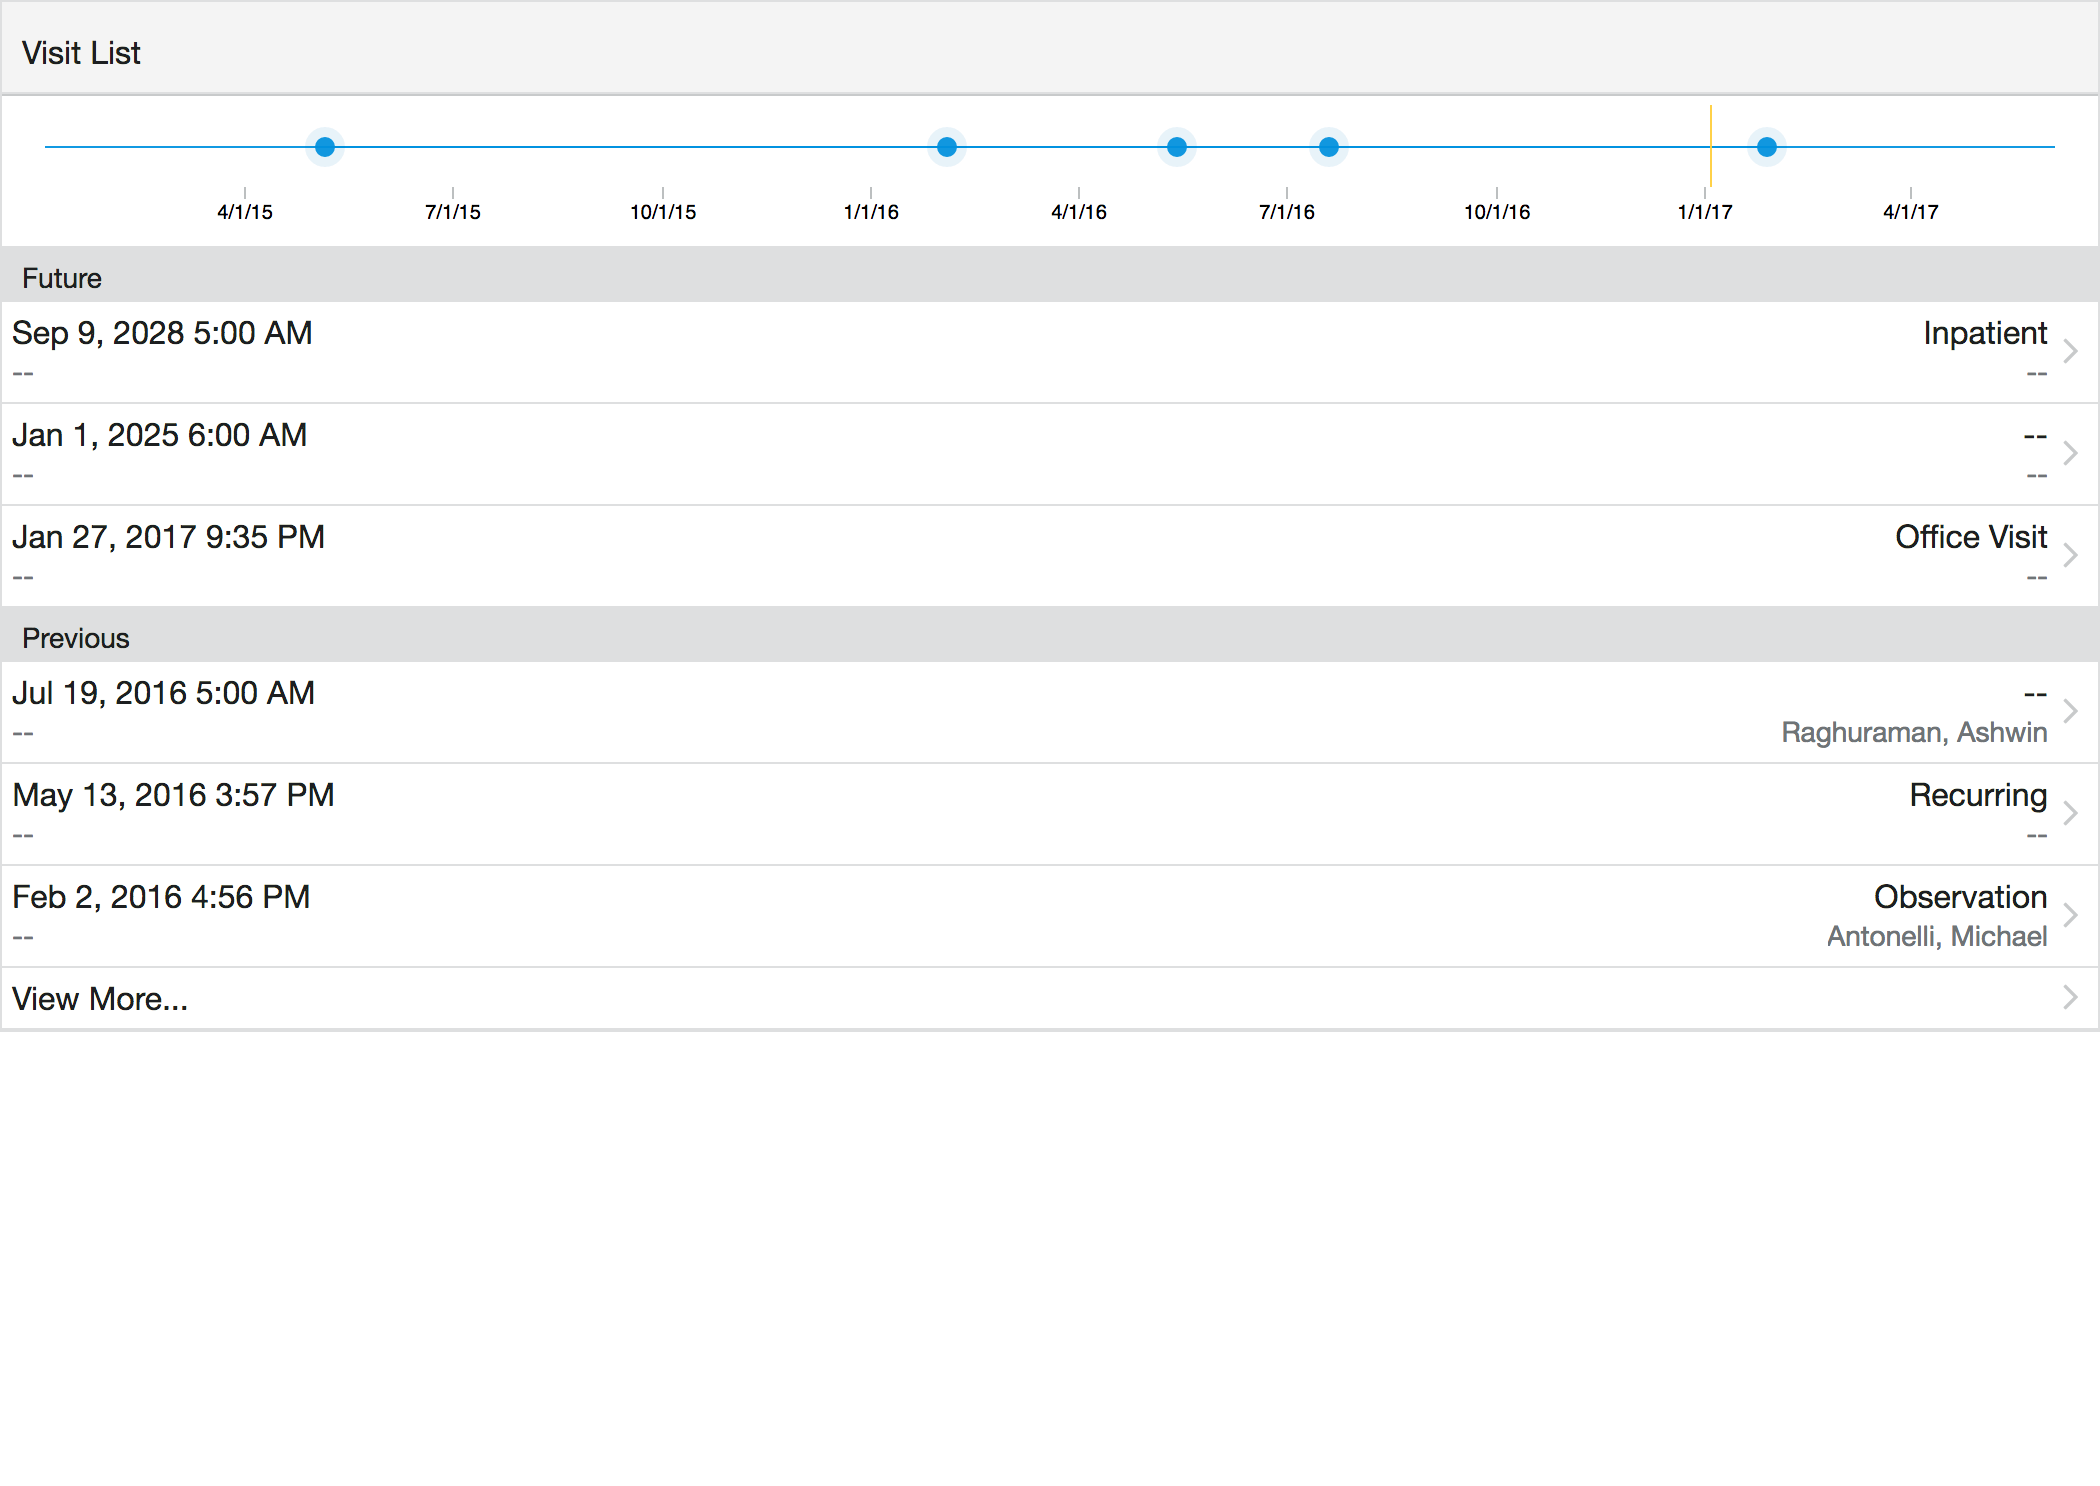 Visit List
4/1/15 7/1/15 10/1/15 1/1/16 4/1/16 7/1/16 10/1/16 1/1/17 4/1/17
Future
Sep 9, 2028 5:00 AM Inpatient
-- --
Jan 1, 2025 6:00 AM --
-- --
Jan 27, 2017 9:35 PM Office Visit
-- --
Previous
Jul 19, 2016 5:00 AM --
-- Raghuraman, Ashwin
May 13, 2016 3:57 PM Recurring
-- --
Feb 2, 2016 4:56 PM Observation
-- Antonelli, Michael
View More...